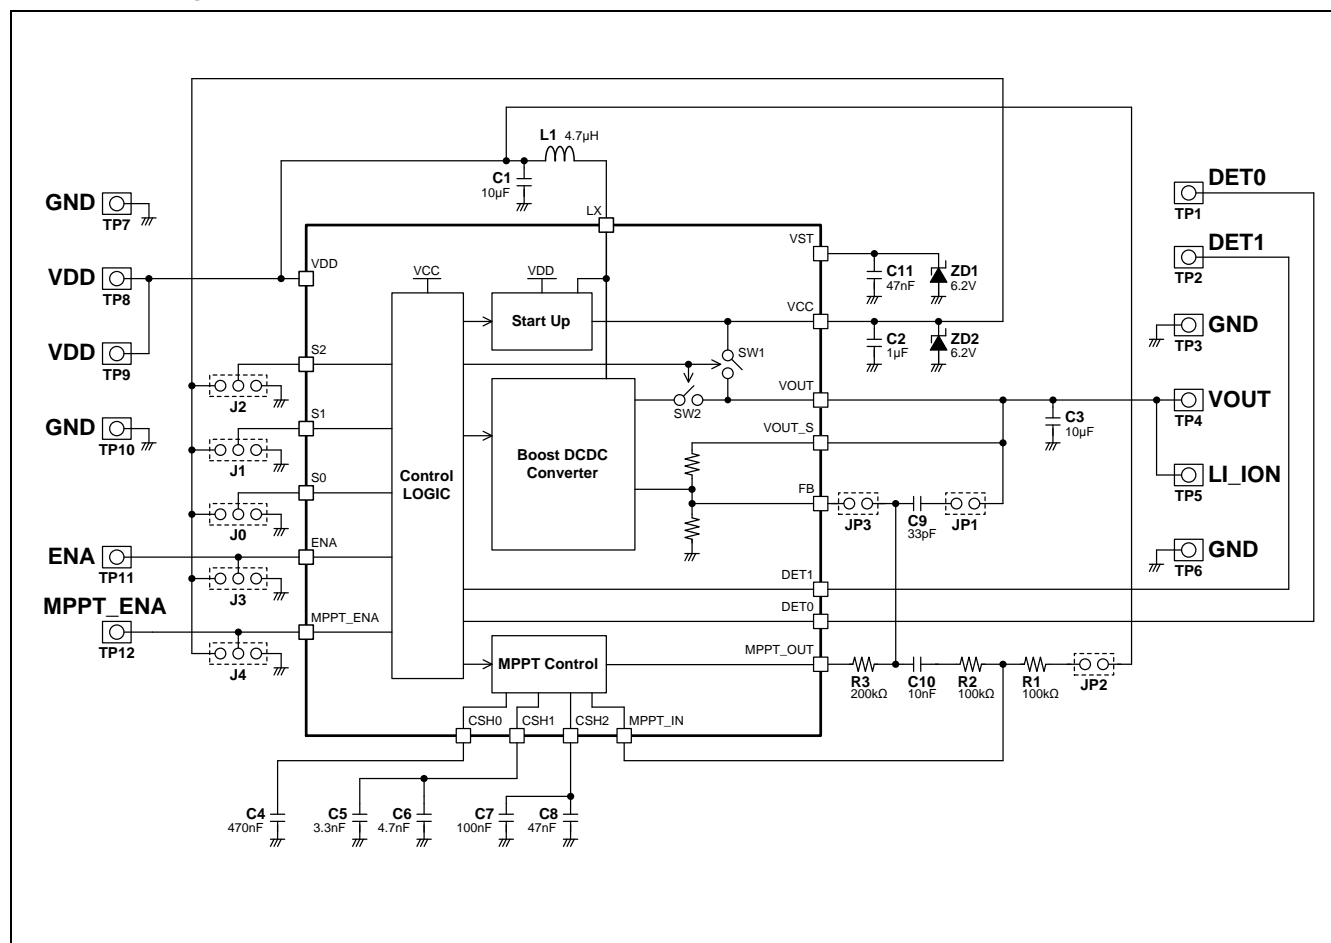 L1 4.7µH
C1
10µF
GND
TP7
VDD
TP8
VDD
TP9
GND
TP10
ENA
TP11
MPPT_ENA
TP12
J2
J1
J0
J3
J4
LX
VDD
S2
S1
S0
ENA
MPPT_ENA
VCC
VDD
Start Up
Control
LOGIC
Boost DCDC
Converter
MPPT Control
SW1
SW2
VST
VCC
VOUT
VOUT_S
FB
DET1
DET0
MPPT_OUT
CSH0
CSH1
CSH2
MPPT_IN
C11
47nF
ZD1
6.2V
C2
1µF
ZD2
6.2V
C3
10µF
JP3
C9
33pF
JP1
R3
200kΩ
C10
10nF
R2
100kΩ
R1
100kΩ
JP2
DET0
TP1
DET1
TP2
GND
TP3
VOUT
TP4
LI_ION
TP5
GND
TP6
C4
470nF
C5
3.3nF
C6
4.7nF
C7
100nF
C8
47nF